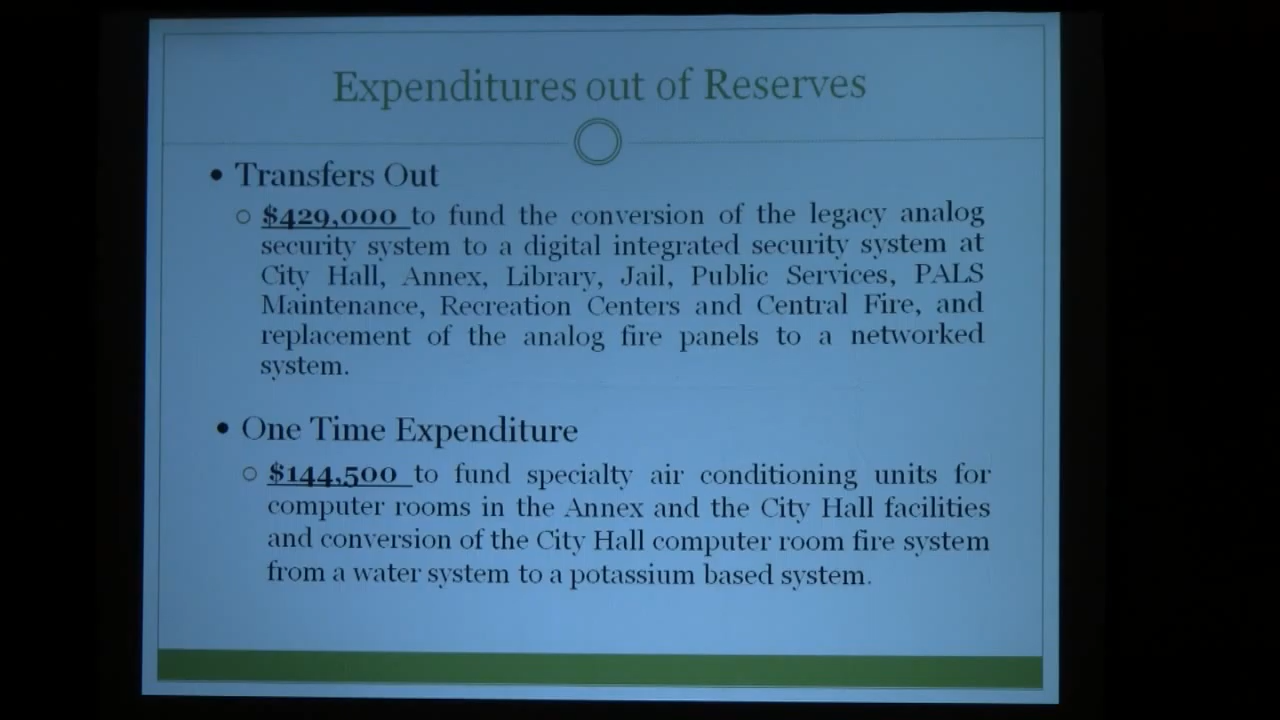 Expenditures out of Reserves
• Transfers Out
○ $429,000 to fund the conversion of the legacy analog
security system to a digital integrated security system at
City Hall, Annex, Library, Jail, Public Services, PALS
Maintenance, Recreation Centers and Central Fire, and
replacement of the analog fire panels to a networked
system.
• One Time Expenditure
○ $144,500 to fund specialty air conditioning units for
computer rooms in the Annex and the City Hall facilities
and conversion of the City Hall computer room fire system
from a water system to a potassium based system.